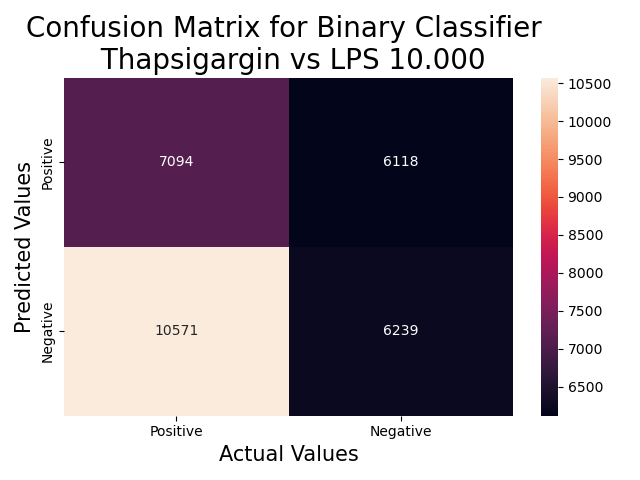 Confusion Matrix for Binary Classifier
Thapsigargin vs LPS 10.000
Predicted Values
Positive
Negative
7094
6118
10571
6239
Positive
Negative
Actual Values
10500
10000
9500
9000
8500
8000
7500
7000
6500